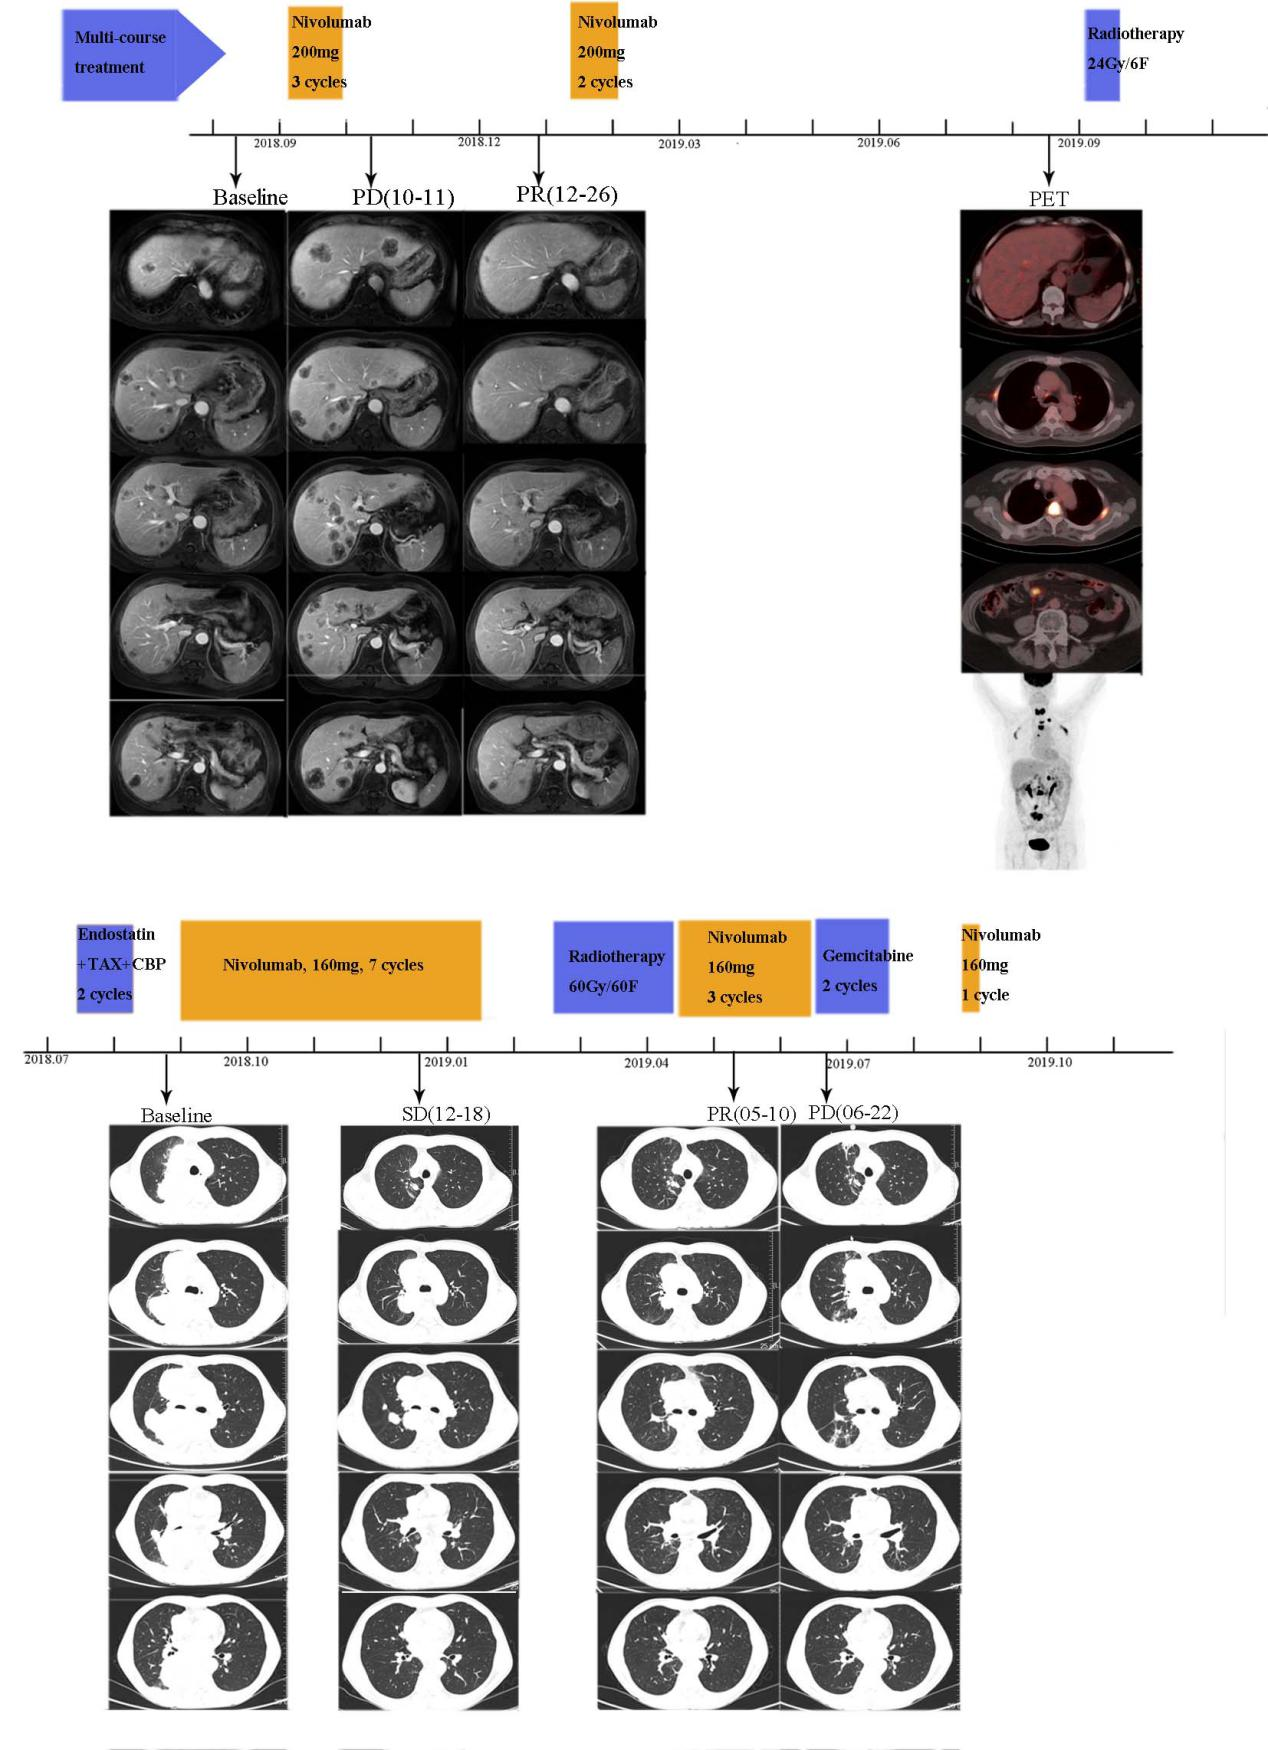 Multi-course
treatment
Nivolumab
200mg
3 cycles
Nivolumab
200mg
2 cycles
Radiotherapy
24Gy/6F
2018.09
2018.12
2019.03
2019.06
2019.09
Baseline
PD(10-11)
PR(12-26)
PET
Endostatin
+TAX+CBP
2 cycles
Nivolumab, 160mg, 7 cycles
Radiotherapy
60Gy/60F
Nivolumab
160mg
3 cycles
Gemcitabine
2 cycles
Nivolumab
160mg
1 cycle
2018.07
2018.10
2019.01
2019.04
2019.07
2019.10
Baseline
SD(12-18)
PR(05-10)
PD(06-22)